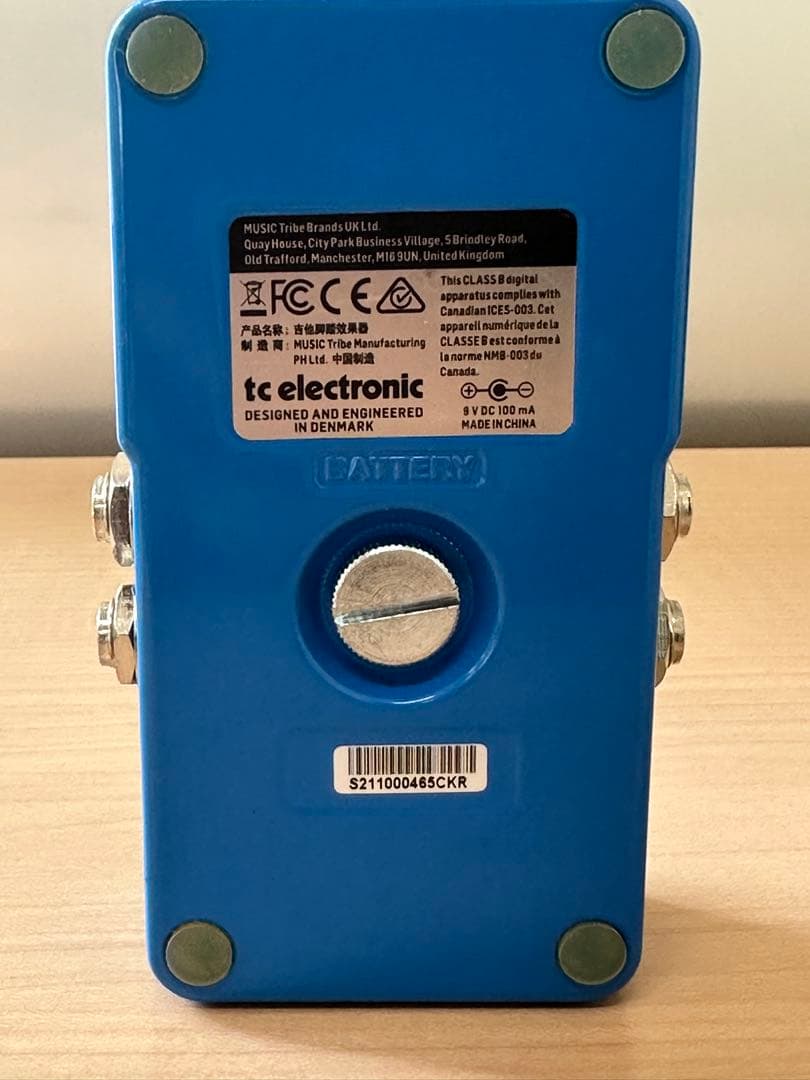 MUSIC Tribe Brands UK Ltd.
Quay House, City Park Business Village, 5 Brindley Road,
Old Trafford, Manchester, M16 9UN, United Kingdom
FC CE
产品名称: 吉他脚踏效果器
制 造 商: MUSIC Tribe Manufacturing
PH Ltd. 中国制造
tc electronic
DESIGNED AND ENGINEERED
IN DENMARK
This CLASS B digital
apparatus complies with
Canadian ICES-003. Cet
appareil numérique de la
CLASSE B est conforme à
la norme NMB-003 du
Canada.
9 V DC 100 mA
MADE IN CHINA
BATTERY
S211000465CKR